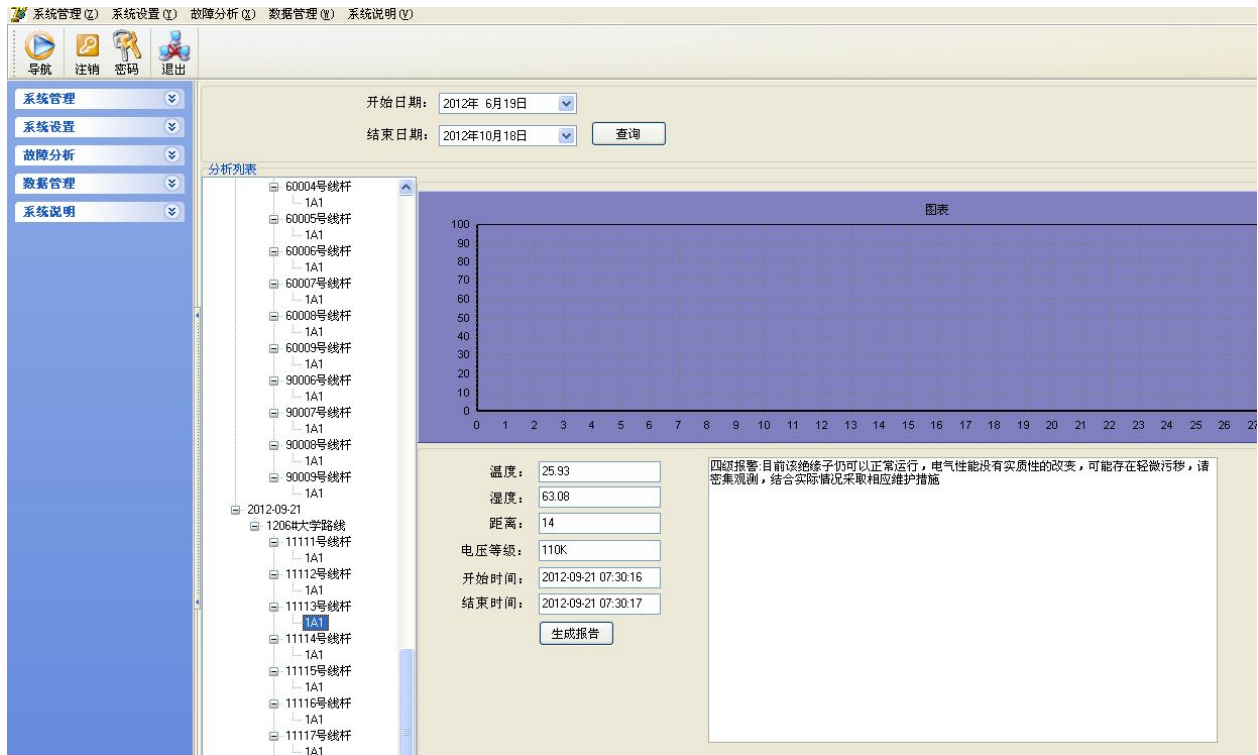 系统管理(Z) 系统设置(Y) 故障分析(X) 数据管理(W) 系统说明(V)
导航 注销 密码 退出
系统管理
系统设置
故障分析
数据管理
系统说明
开始日期： 2012年 6月19日
结束日期： 2012年10月18日 查询
分析列表
60004号线杆
1A1
60005号线杆
1A1
60006号线杆
1A1
60007号线杆
1A1
60008号线杆
1A1
60009号线杆
1A1
90006号线杆
1A1
90007号线杆
1A1
90008号线杆
1A1
90009号线杆
1A1
2012-09-21
1206#大学路线
11111号线杆
1A1
11112号线杆
1A1
11113号线杆
1A1
11114号线杆
1A1
11115号线杆
1A1
11116号线杆
1A1
11117号线杆
1A1
图表
100
90
80
70
60
50
40
30
20
10
0
0 1 2 3 4 5 6 7 8 9 10 11 12 13 14 15 16 17 18 19 20 21 22 23 24 25 26 27
温度： 25.93
湿度： 63.08
距离： 14
电压等级： 110K
开始时间： 2012-09-21 07:30:16
结束时间： 2012-09-21 07:30:17
生成报告
四级报警:目前该绝缘子仍可以正常运行，电气性能没有实质性的改变，可能存在轻微污秽，请
密集观测，结合实际情况采取相应维护措施